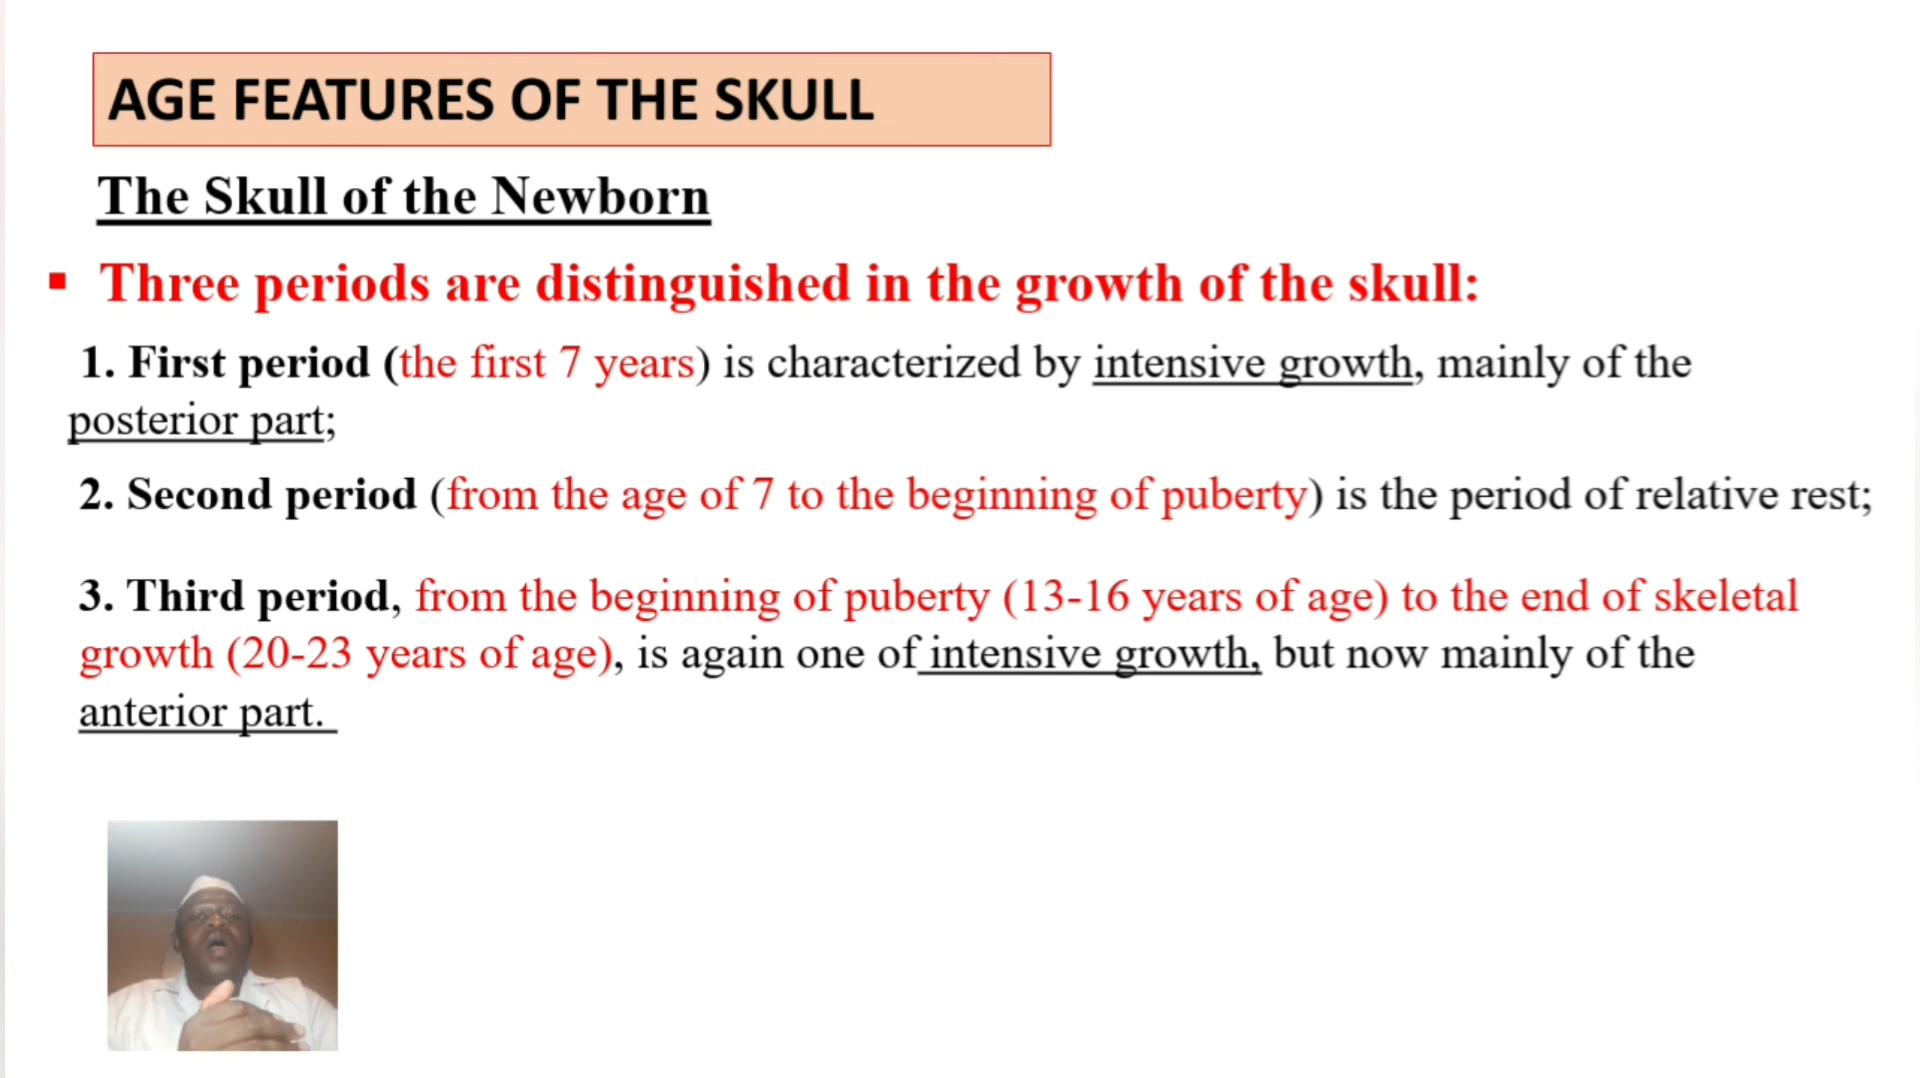 AGE FEATURES OF THE SKULL
The Skull of the Newborn
▪ Three periods are distinguished in the growth of the skull:
1. First period (the first 7 years) is characterized by intensive growth, mainly of the
posterior part;
2. Second period (from the age of 7 to the beginning of puberty) is the period of relative rest;
3. Third period, from the beginning of puberty (13-16 years of age) to the end of skeletal
growth (20-23 years of age), is again one of intensive growth, but now mainly of the
anterior part.